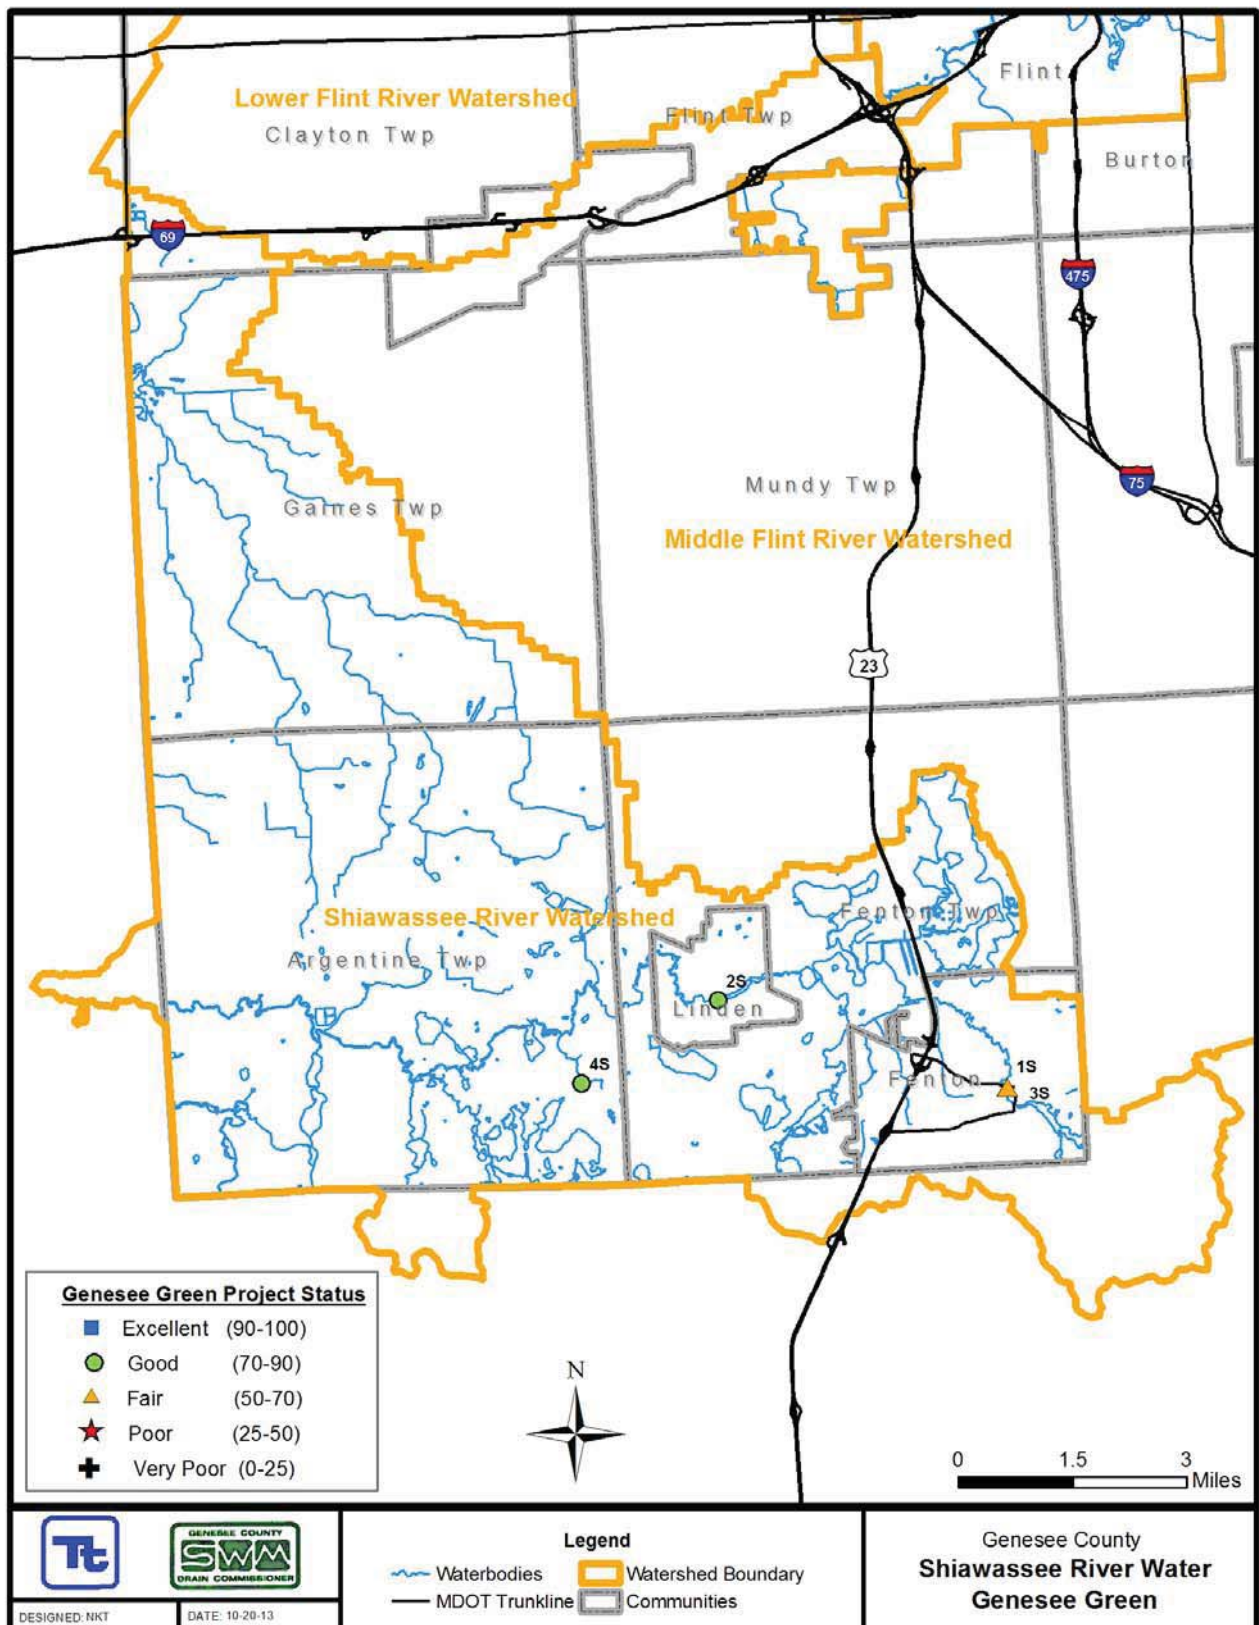 Lower Flint River Watershed
Clayton Twp
Flint Twp
Flint
Burton
69
475
75
Gaines Twp
Mundy Twp
Middle Flint River Watershed
23
Shiawassee River Watershed
Argentine Twp
Fenton Twp
2S
Linden
4S
1S
3S
Fenton
Genesee Green Project Status
Excellent (90-100)
Good (70-90)
Fair (50-70)
Poor (25-50)
Very Poor (0-25)
N
0 1.5 3
Miles
Tt
GENESEE COUNTY
SWM
DRAIN COMMISSIONER
DESIGNED: NKT
DATE: 10-20-13
Legend
Waterbodies
Watershed Boundary
MDOT Trunkline
Communities
Genesee County
Shiawassee River Water
Genesee Green